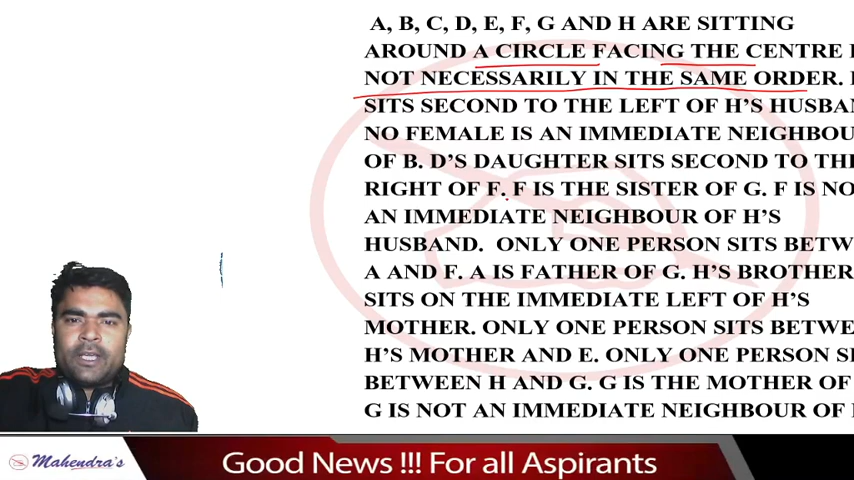 A, B, C, D, E, F, G AND H ARE SITTING
AROUND A CIRCLE FACING THE CENTRE
NOT NECESSARILY IN THE SAME ORDER.
SITS SECOND TO THE LEFT OF H'S
NO FEMALE IS AN IMMEDIATE
OF B. D'S DAUGHTER SITS SECOND TO
RIGHT OF F. F IS THE SISTER OF G. F IS
AN IMMEDIATE NEIGHBOUR OF H'S
HUSBAND. ONLY ONE PERSON SITS
A AND F. A IS FATHER OF G. H'S BROTHER
SITS ON THE IMMEDIATE LEFT OF H'S
MOTHER. ONLY ONE PERSON SITS
H'S MOTHER AND E. ONLY ONE PERSON
BETWEEN H AND G. G IS THE MOTHER OF
G IS NOT AN IMMEDIATE NEIGHBOUR OF
Mahendra's
Good News !!! For all Aspirants